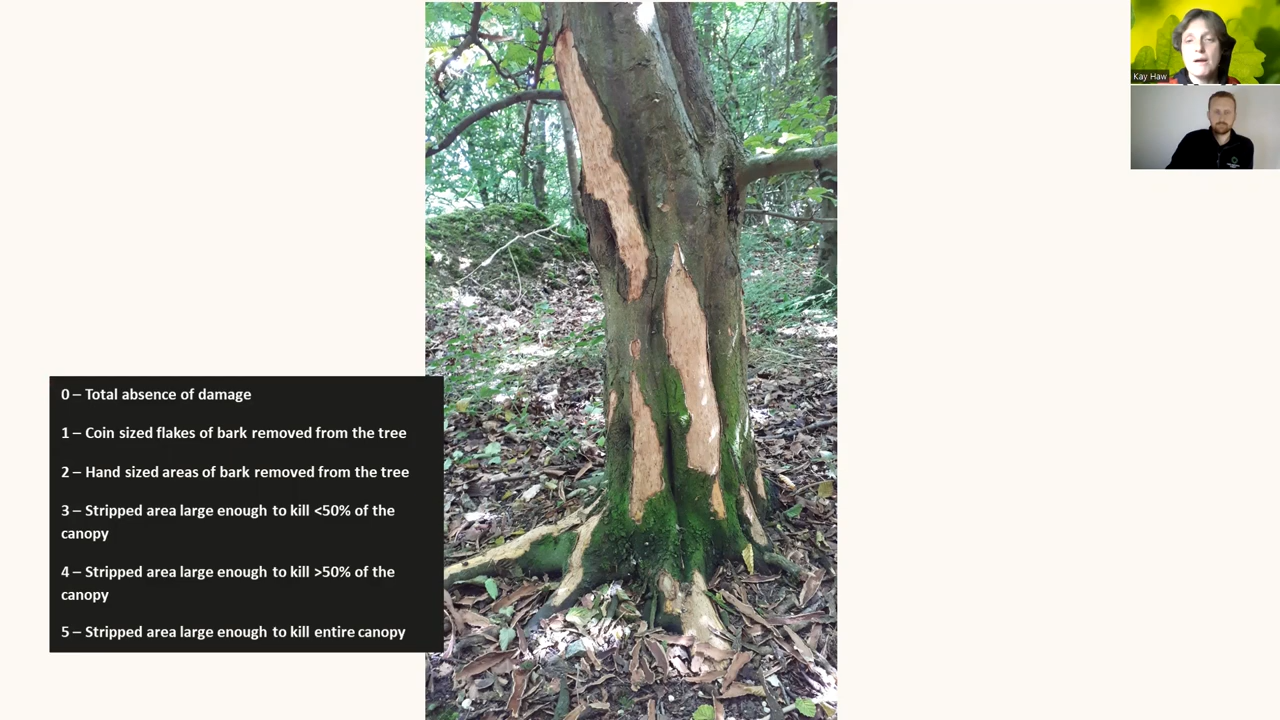 0 – Total absence of damage
1 – Coin sized flakes of bark removed from the tree
2 – Hand sized areas of bark removed from the tree
3 – Stripped area large enough to kill <50% of the
canopy
4 – Stripped area large enough to kill >50% of the
canopy
5 – Stripped area large enough to kill entire canopy
Kay Haw